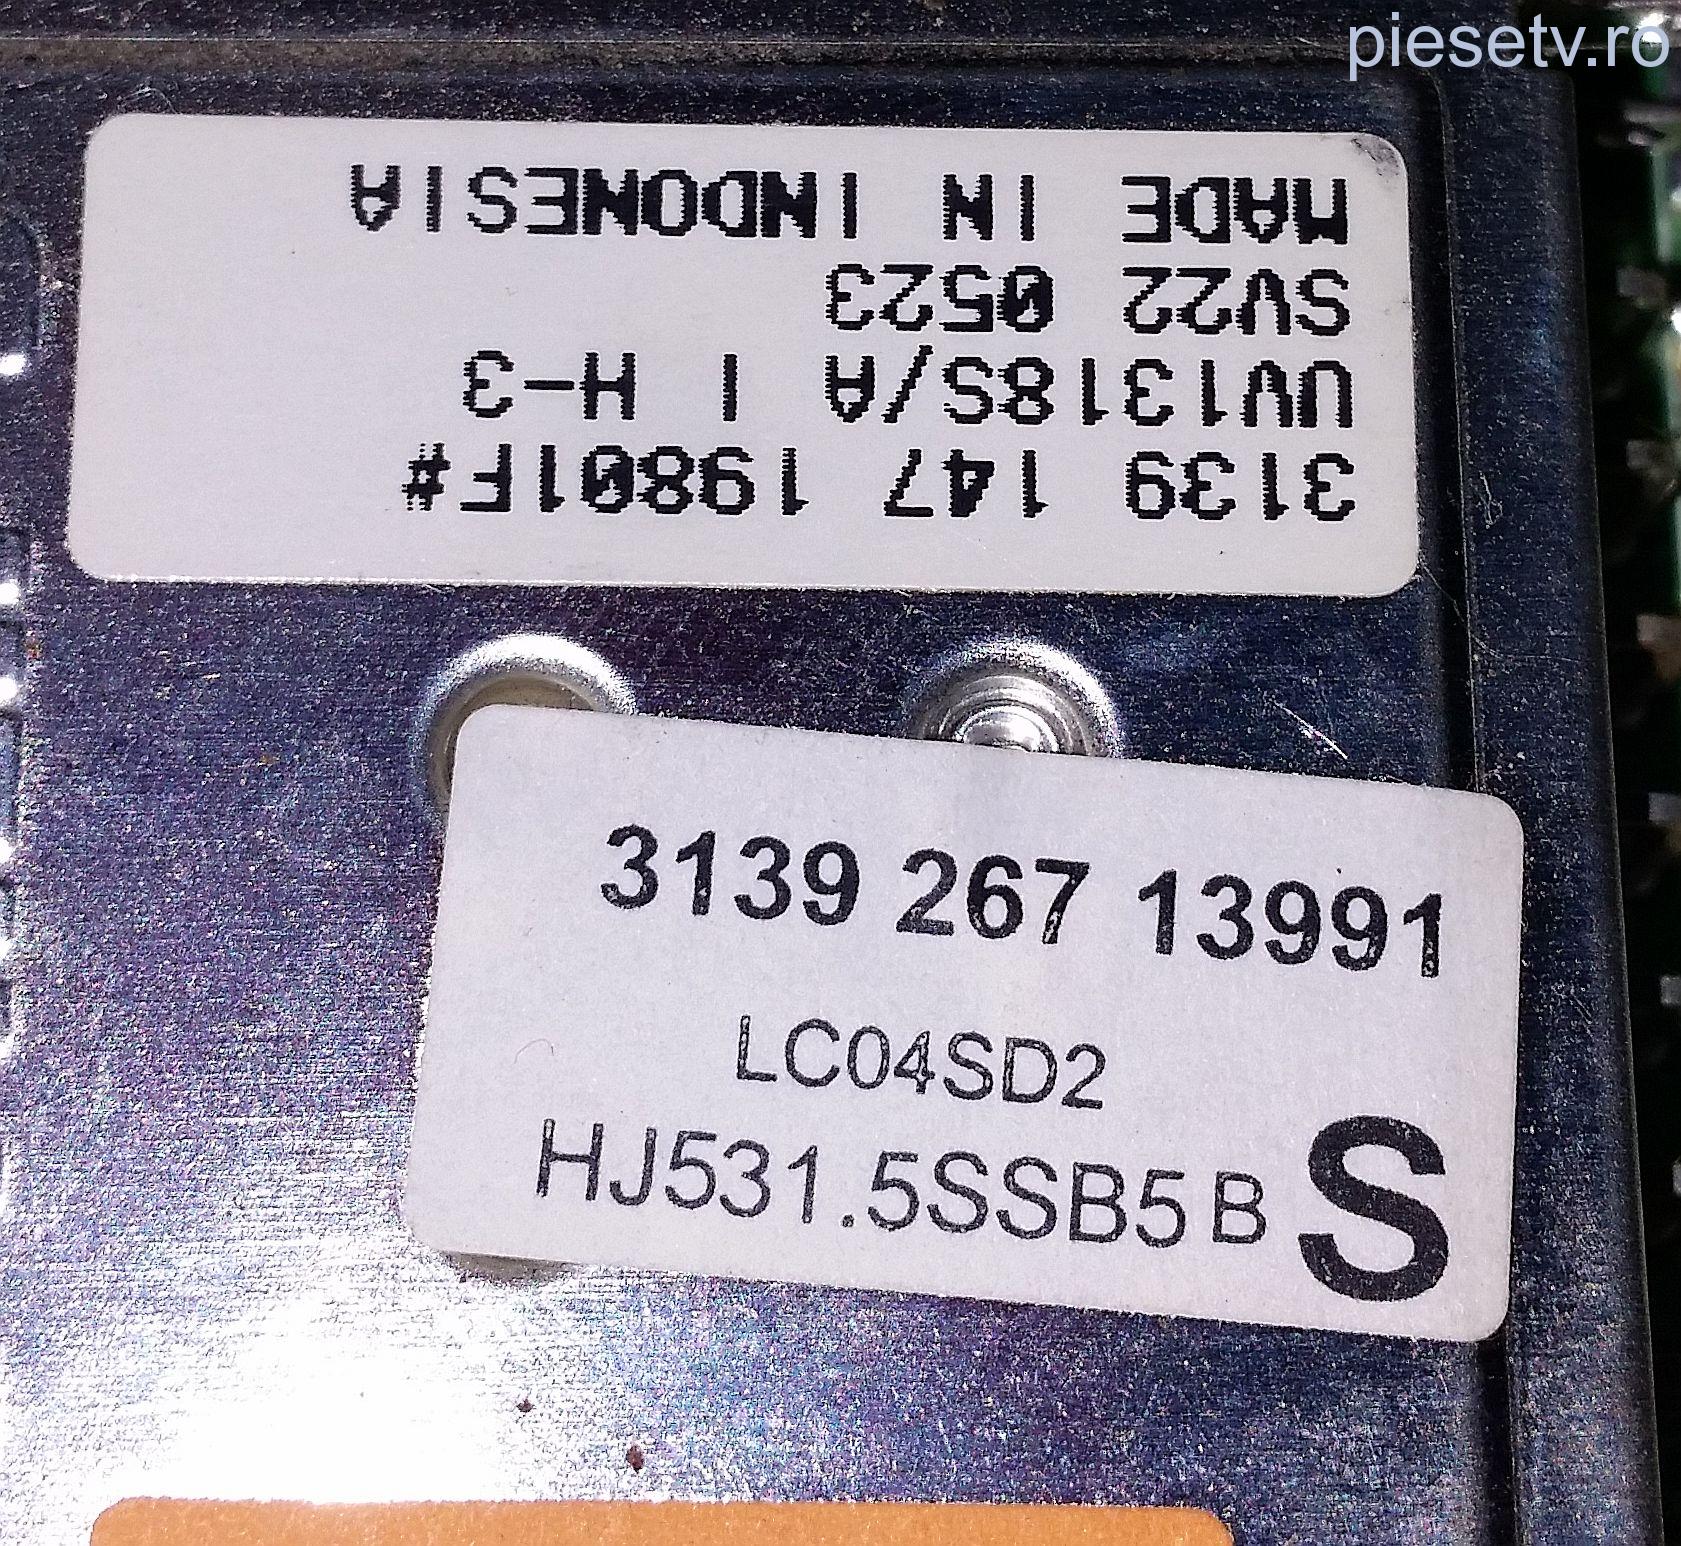 piesetv.ro
3139 147 19801F#
UV1318S/A I H-3
SV22 0523
MADE IN INDONESIA
3139 267 13991
LC04SD2
HJ531.5SSB5 B S